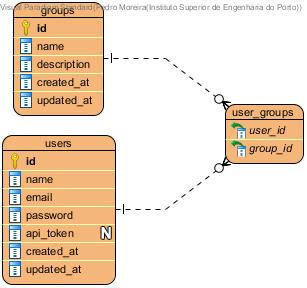 Visual Paradigm Standard(Pedro Moreira(Instituto Superior de Engenharia do Porto))
groups
id
name
description
created_at
updated_at
user_groups
user_id
group_id
users
id
name
email
password
api_token N
created_at
updated_at